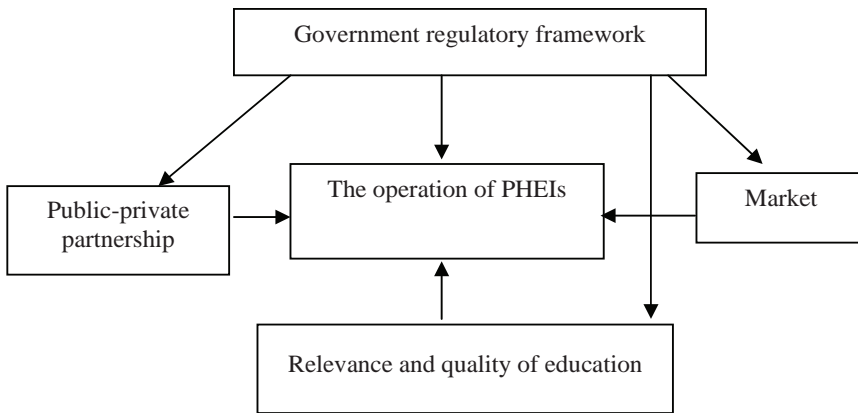 Government regulatory framework
The operation of PHEIs
Public-private
partnership
Market
Relevance and quality of education